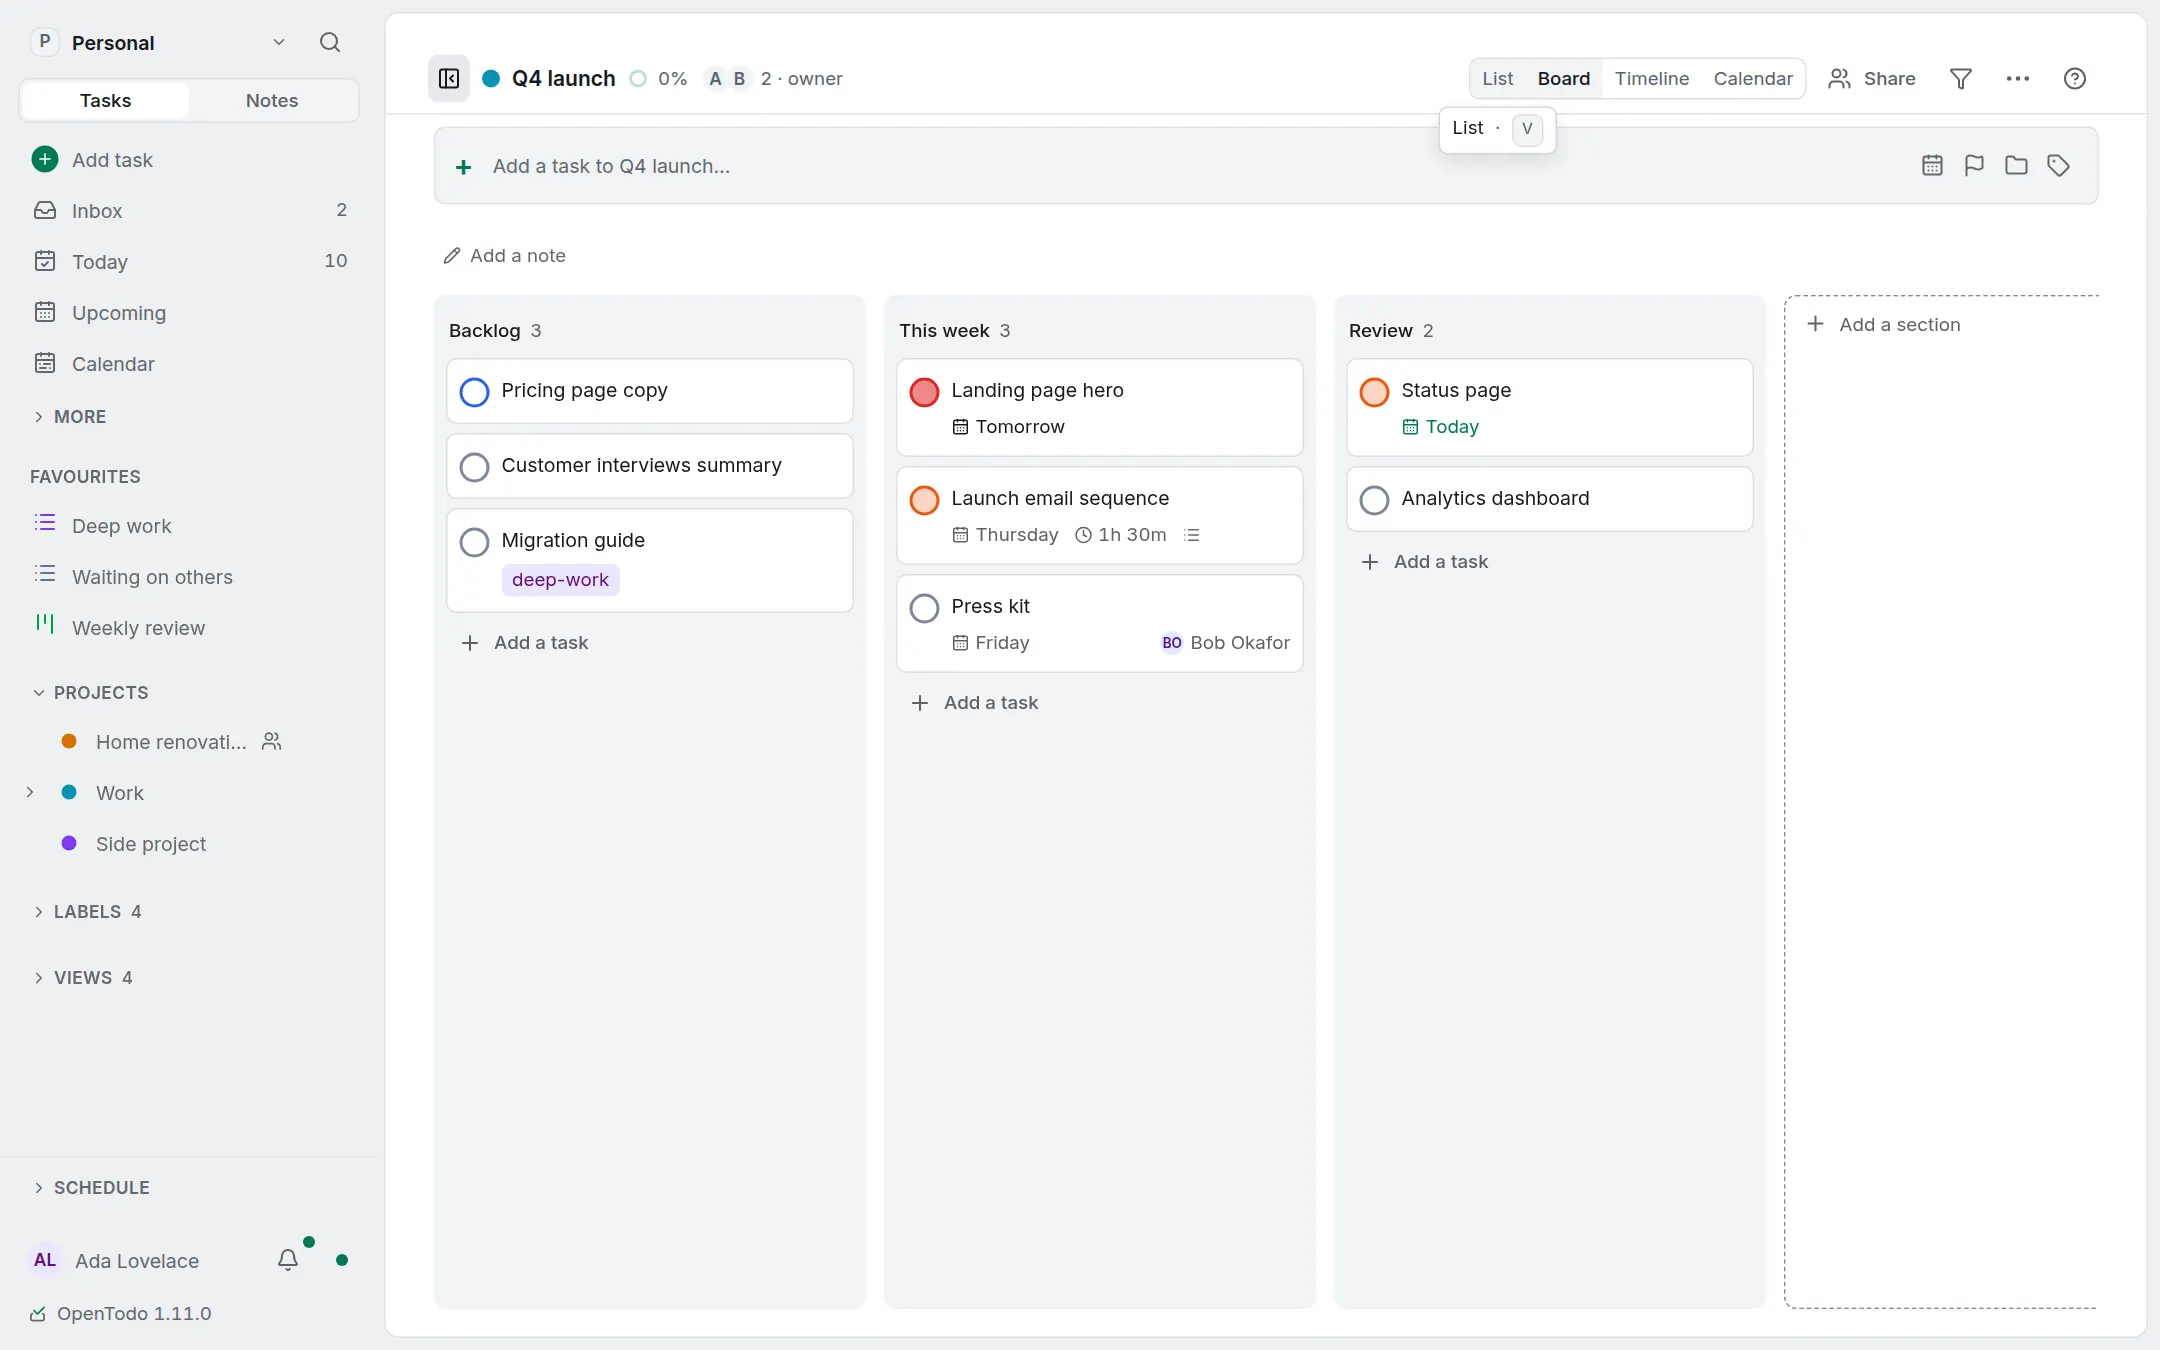 P Personal
Tasks Notes
Add task
Inbox 2
Today 10
Upcoming
Calendar
MORE
FAVOURITES
Deep work
Waiting on others
Weekly review
PROJECTS
Home renovati...
Work
Side project
LABELS 4
VIEWS 4
SCHEDULE
AL Ada Lovelace
OpenTodo 1.11.0
Q4 launch 0% A B 2 · owner
List Board Timeline Calendar Share
List · V
Add a task to Q4 launch...
Add a note
Backlog 3
Pricing page copy
Customer interviews summary
Migration guide
deep-work
Add a task
This week 3
Landing page hero
Tomorrow
Launch email sequence
Thursday 1h 30m
Press kit
Friday BO Bob Okafor
Add a task
Review 2
Status page
Today
Analytics dashboard
Add a task
Add a section